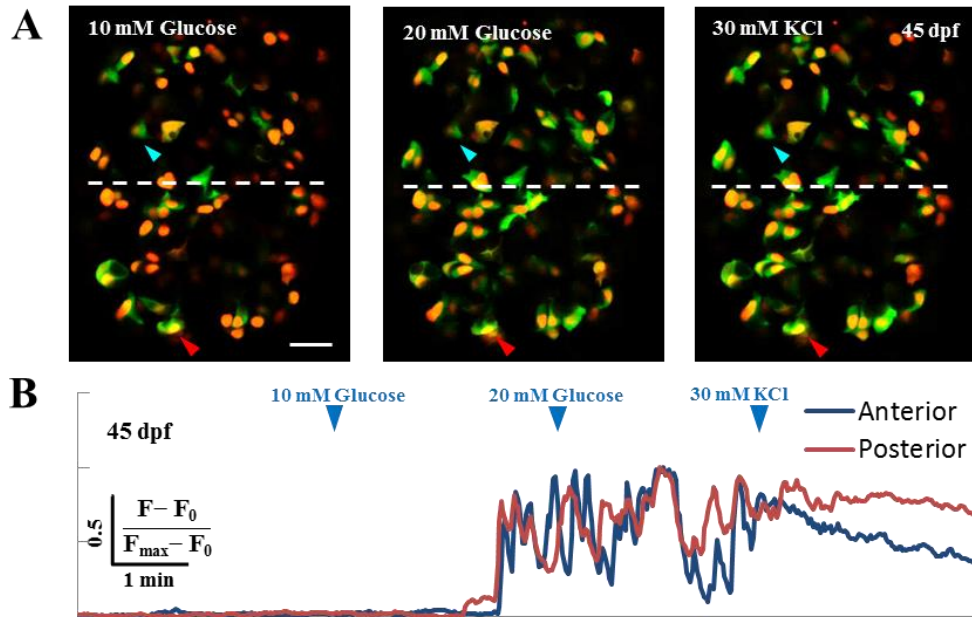 A
10 mM Glucose
20 mM Glucose
30 mM KCl
45 dpf
B
10 mM Glucose
20 mM Glucose
30 mM KCl
45 dpf
Anterior
Posterior
0.5
F – F0
Fmax – F0
1 min